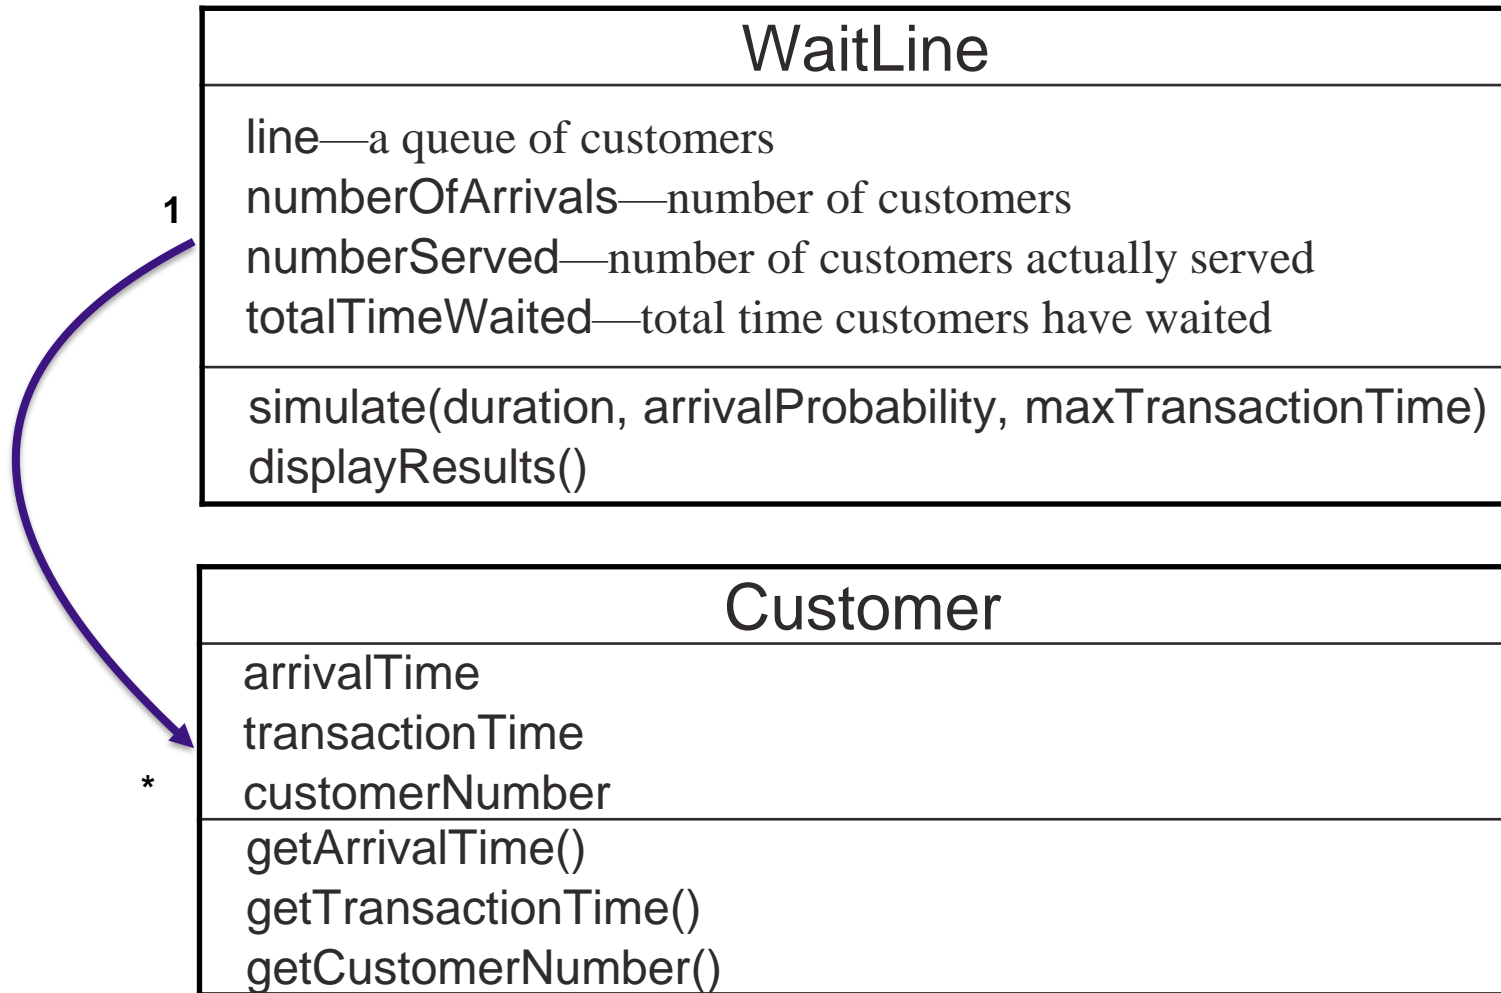 WaitLine
line—a queue of customers
1
numberOfArrivals—number of customers
numberServed—number of customers actually served
totalTimeWaited—total time customers have waited
simulate(duration, arrivalProbability, maxTransactionTime)
displayResults()
Customer
arrivalTime
transactionTime
*
customerNumber
getArrivalTime()
getTransactionTime()
getCustomerNumber()